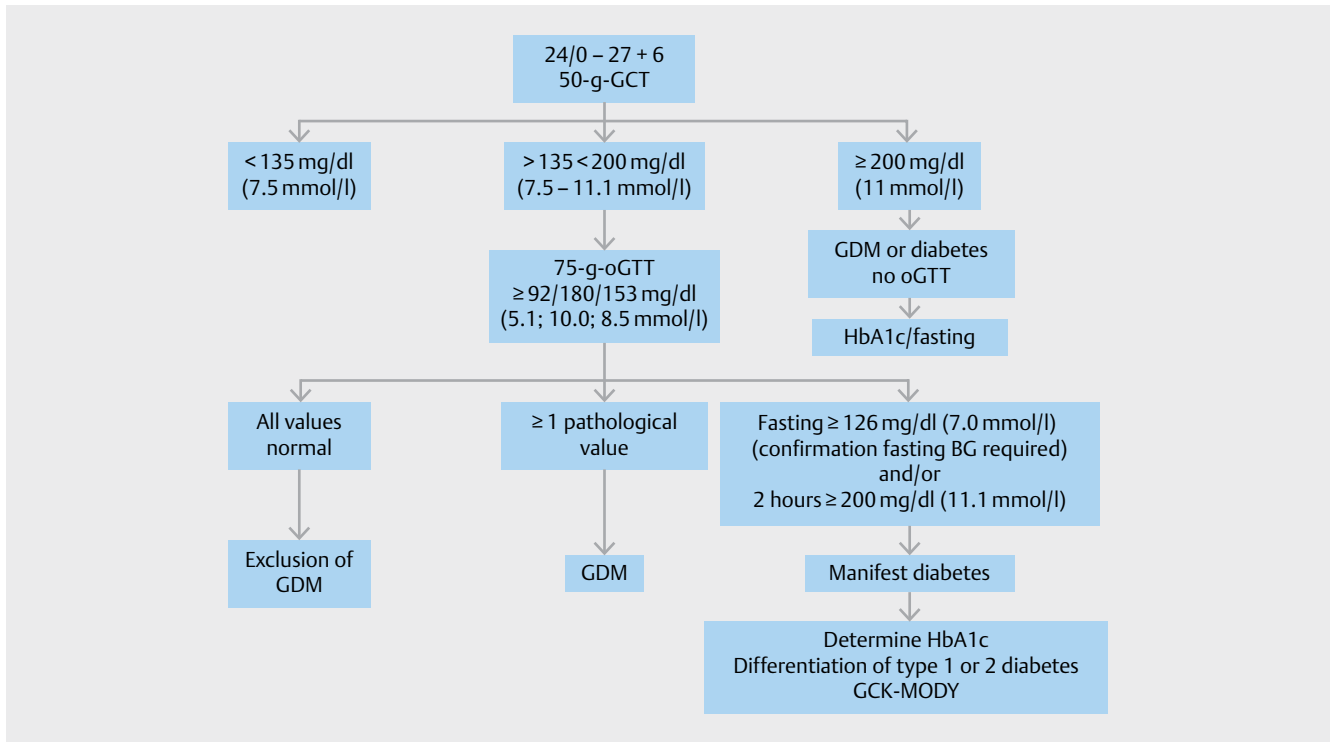 24/0 – 27 + 6
50-g-GCT
< 135 mg/dl
(7.5 mmol/l)
> 135 < 200 mg/dl
(7.5 – 11.1 mmol/l)
≥ 200 mg/dl
(11 mmol/l)
75-g-oGTT
≥ 92/180/153 mg/dl
(5.1; 10.0; 8.5 mmol/l)
GDM or diabetes
no oGTT
HbA1c/fasting
All values
normal
≥ 1 pathological
value
Fasting ≥ 126 mg/dl (7.0 mmol/l)
(confirmation fasting BG required)
and/or
2 hours ≥ 200 mg/dl (11.1 mmol/l)
Exclusion of
GDM
GDM
Manifest diabetes
Determine HbA1c
Differentiation of type 1 or 2 diabetes
GCK-MODY